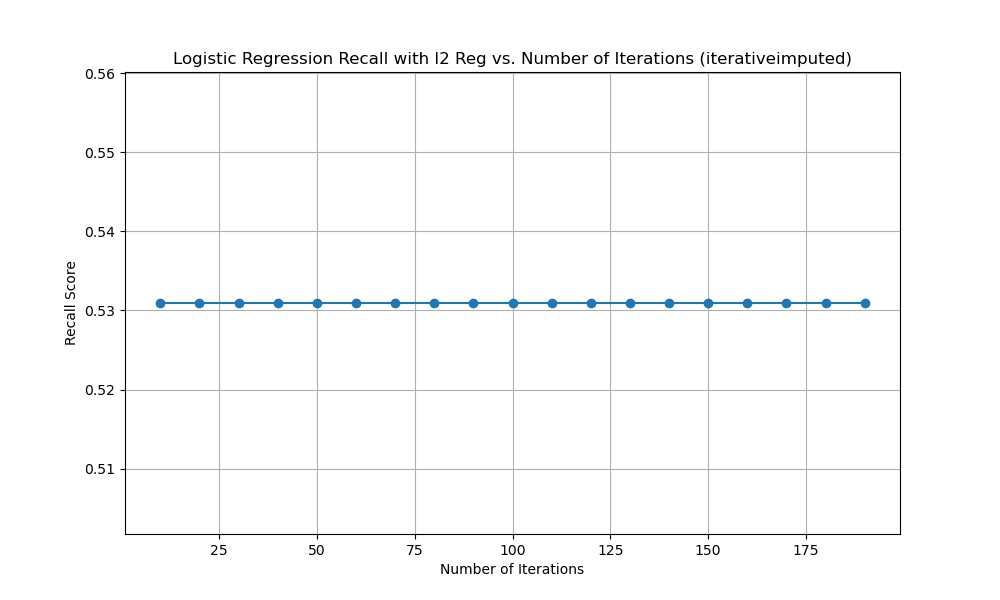 Logistic Regression Recall with l2 Reg vs. Number of Iterations (iterativeimputed)
0.56
0.55
0.54
0.53
0.52
0.51
Recall Score
25 50 75 100 125 150 175
Number of Iterations